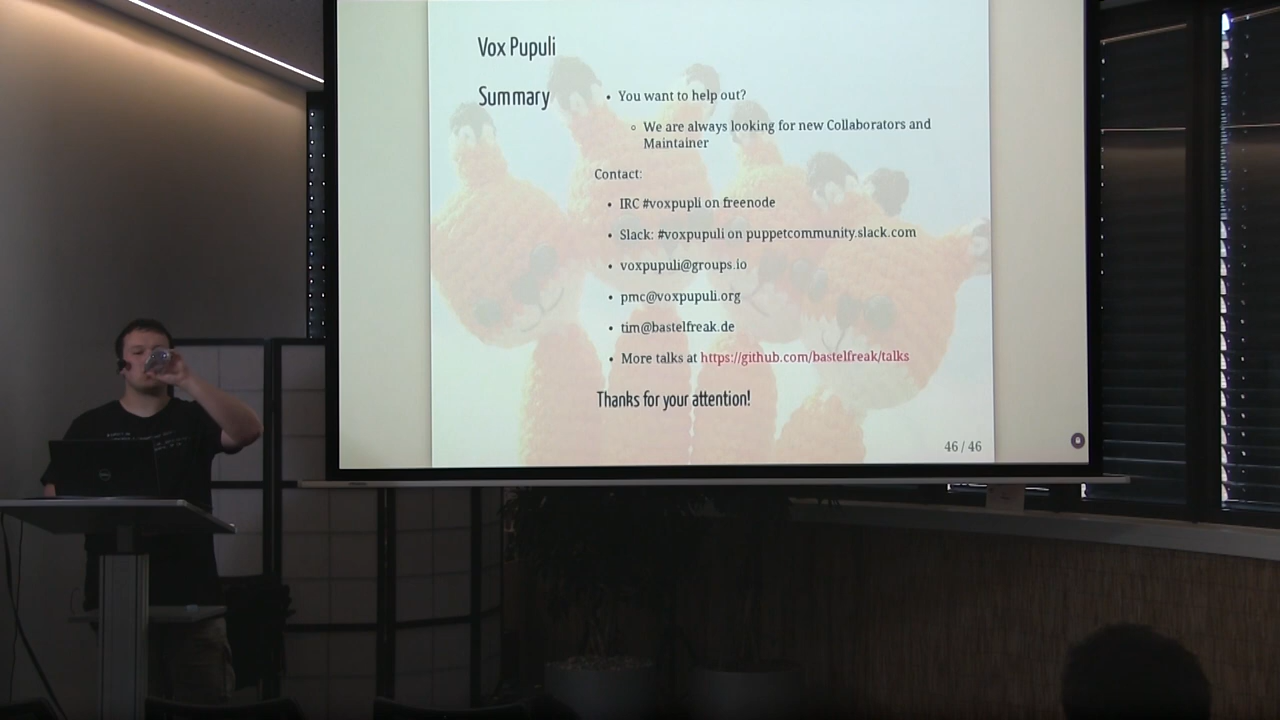 Vox Pupuli
Summary
• You want to help out?
◦ We are always looking for new Collaborators and
Maintainer
Contact:
• IRC #voxpupli on freenode
• Slack: #voxpupuli on puppetcommunity.slack.com
• voxpupuli@groups.io
• pmc@voxpupuli.org
• tim@bastelfreak.de
• More talks at https://github.com/bastelfreak/talks
Thanks for your attention!
46 / 46
DELL